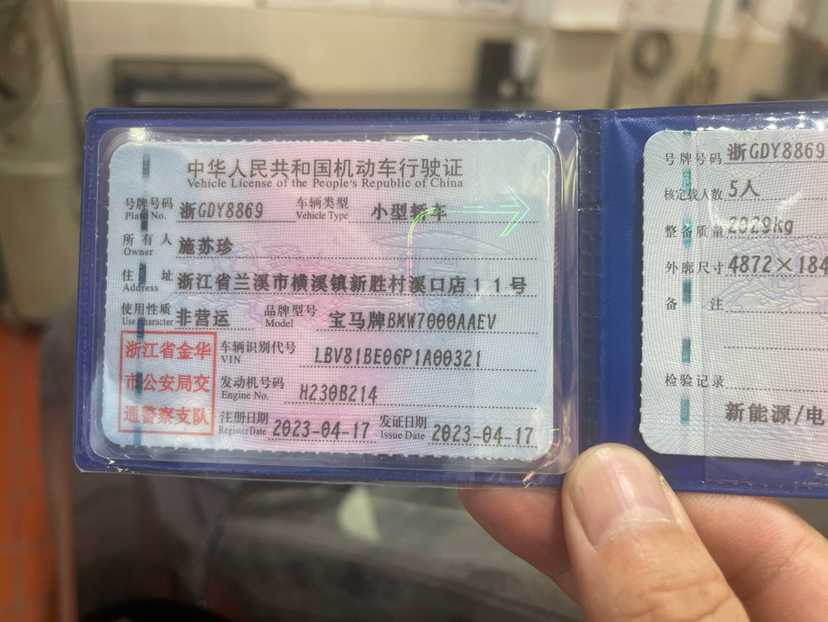 中华人民共和国机动车行驶证
Vehicle License of the People's Republic of China
号牌号码 浙GDY8869 车辆类型 小型轿车
Plate No. Vehicle Type
所有人 施苏珍
Owner
住址 浙江省兰溪市横溪镇新胜村溪口店11号
Address
使用性质 非营运 品牌型号 宝马牌BMW7000AAEV
Use Character Model
浙江省金华
市公安局交
通警察支队
车辆识别代号 LBV81BE06P1A00321
VIN
发动机号码 H230B214
Engine No.
注册日期 2023-04-17 发证日期 2023-04-17
Register Date Issue Date
号牌号码 浙GDY8869
核定载人数 5人
整备质量 2029kg
外廓尺寸 4872×184
备注
检验记录
新能源/电